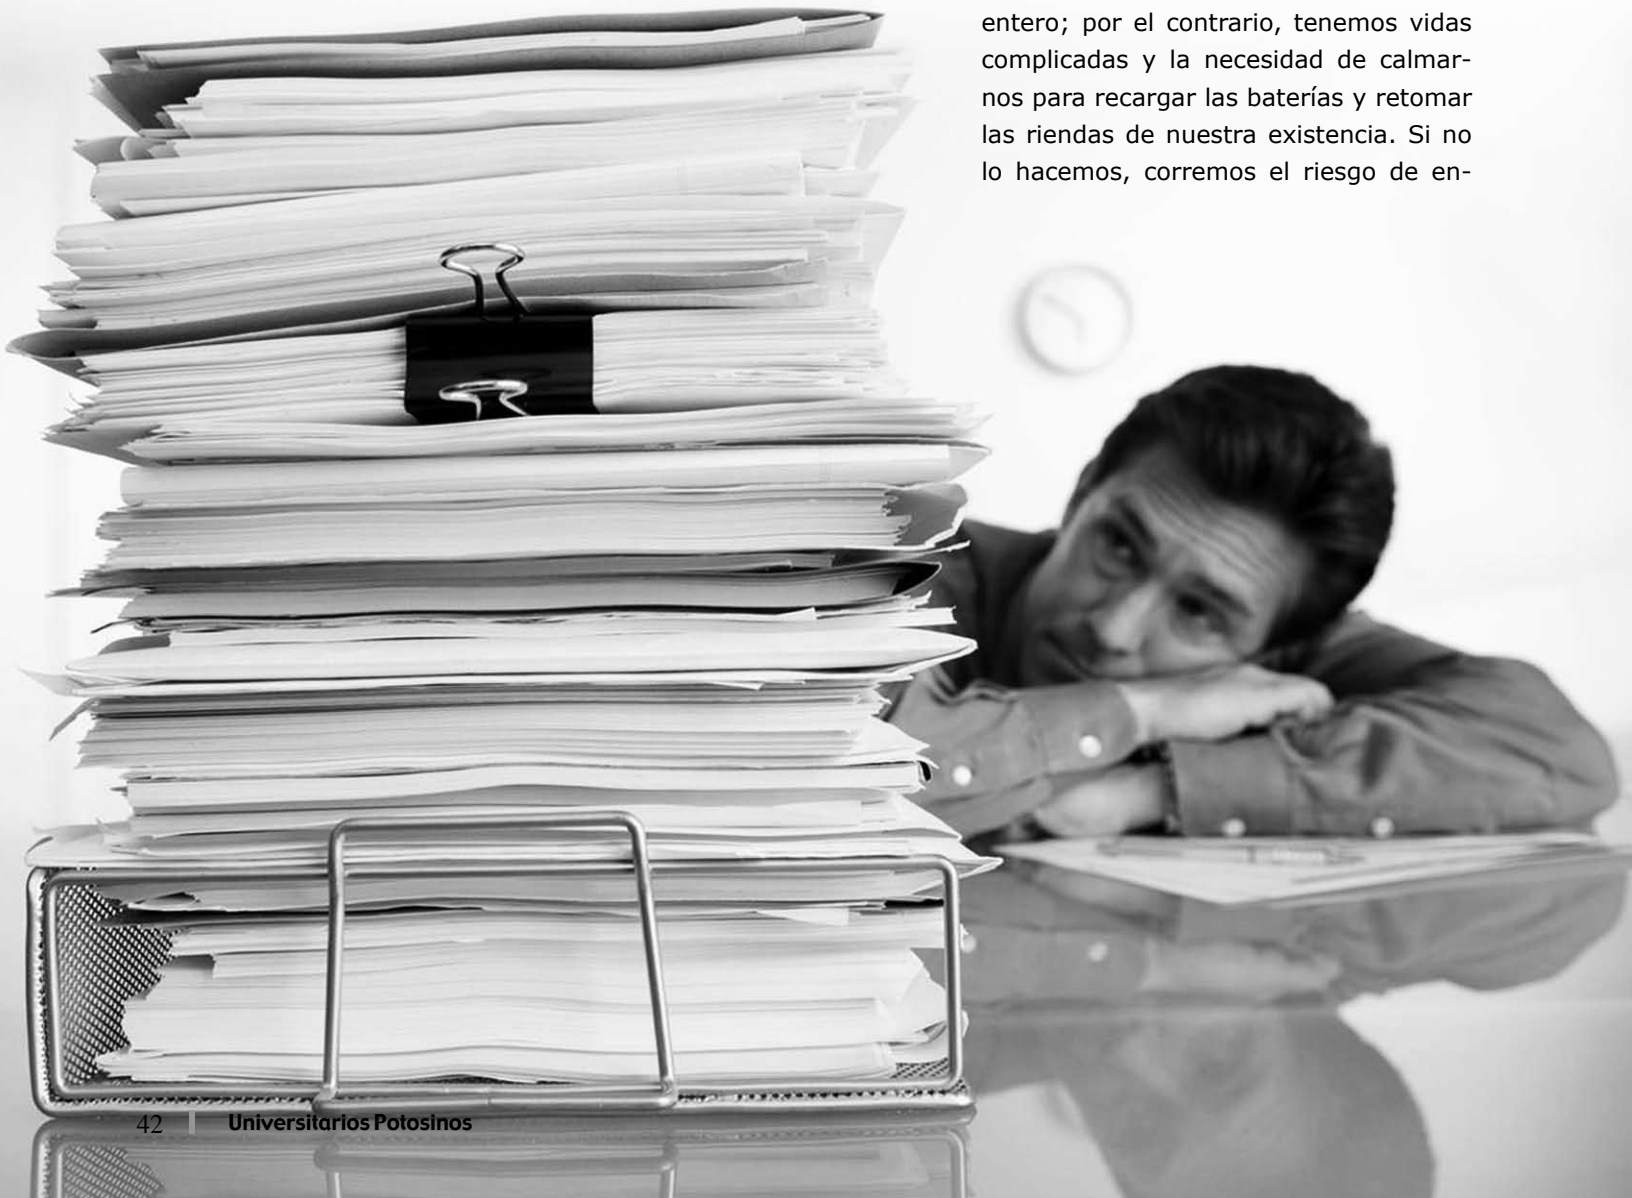 entero; por el contrario, tenemos vidas
complicadas y la necesidad de calmar-
nos para recargar las baterías y retomar
las riendas de nuestra existencia. Si no
lo hacemos, corremos el riesgo de en-
42 | Universitarios Potosinos